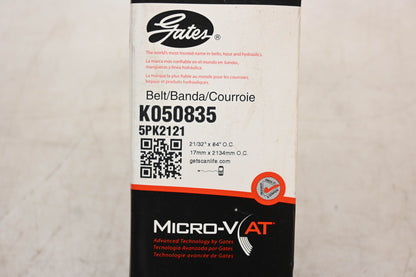 Gates®
The world's most trusted name in belts, hose and hydraulics.
La marca más confiable en el mundo en bandas,
mangueras y línea hidráulica.
La marque la plus fiable au monde pour les courroies,
boyaux et produits hydrauliques.
Belt/Banda/Courroie
K050835
5PK2121
21/32" x 84" O.C.
17mm x 2134mm O.C.
gatescanlife.com
MICRO-V AT®
Advanced Technology by Gates
Tecnología Avanzada por Gates
Technologie avancée de Gates